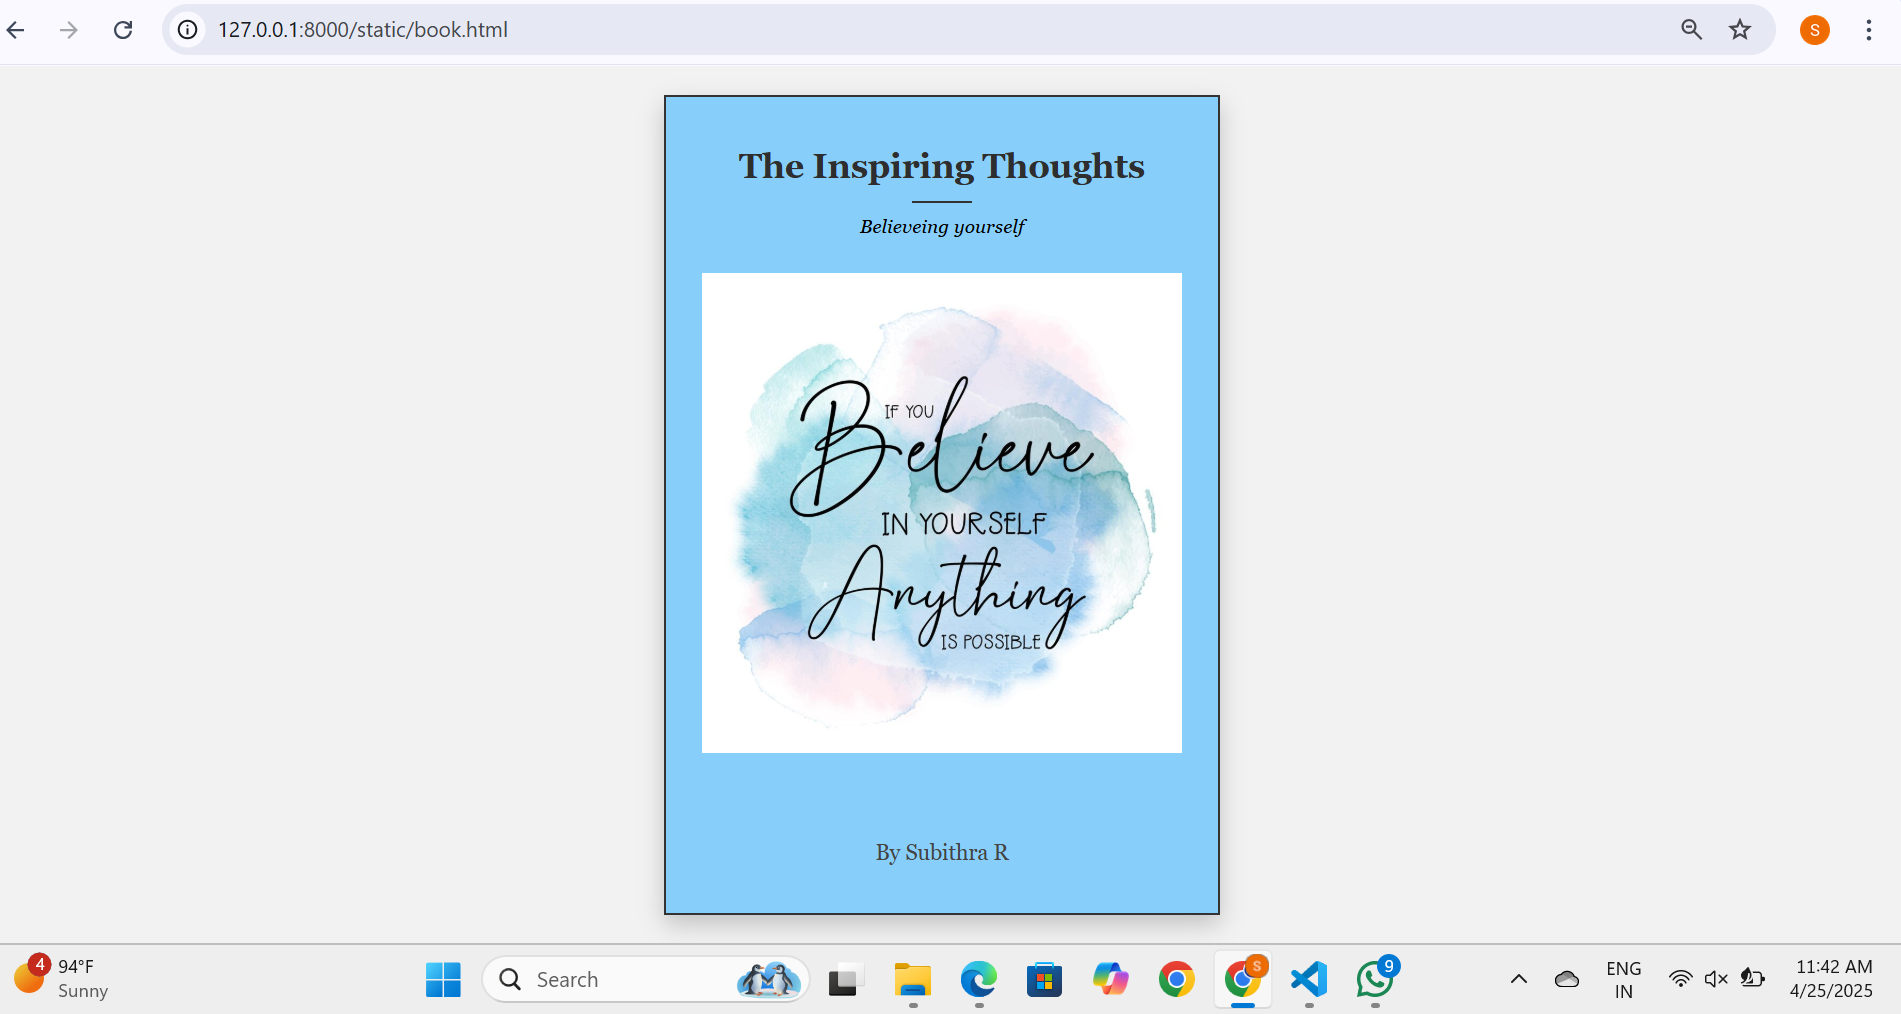 127.0.0.1:8000/static/book.html
S
The Inspiring Thoughts
Believeing yourself
IF YOU
Believe
IN YOURSELF
Anything
IS POSSIBLE
By Subithra R
4
94°F
Sunny
Search
S
9
ENG
IN
11:42 AM
4/25/2025